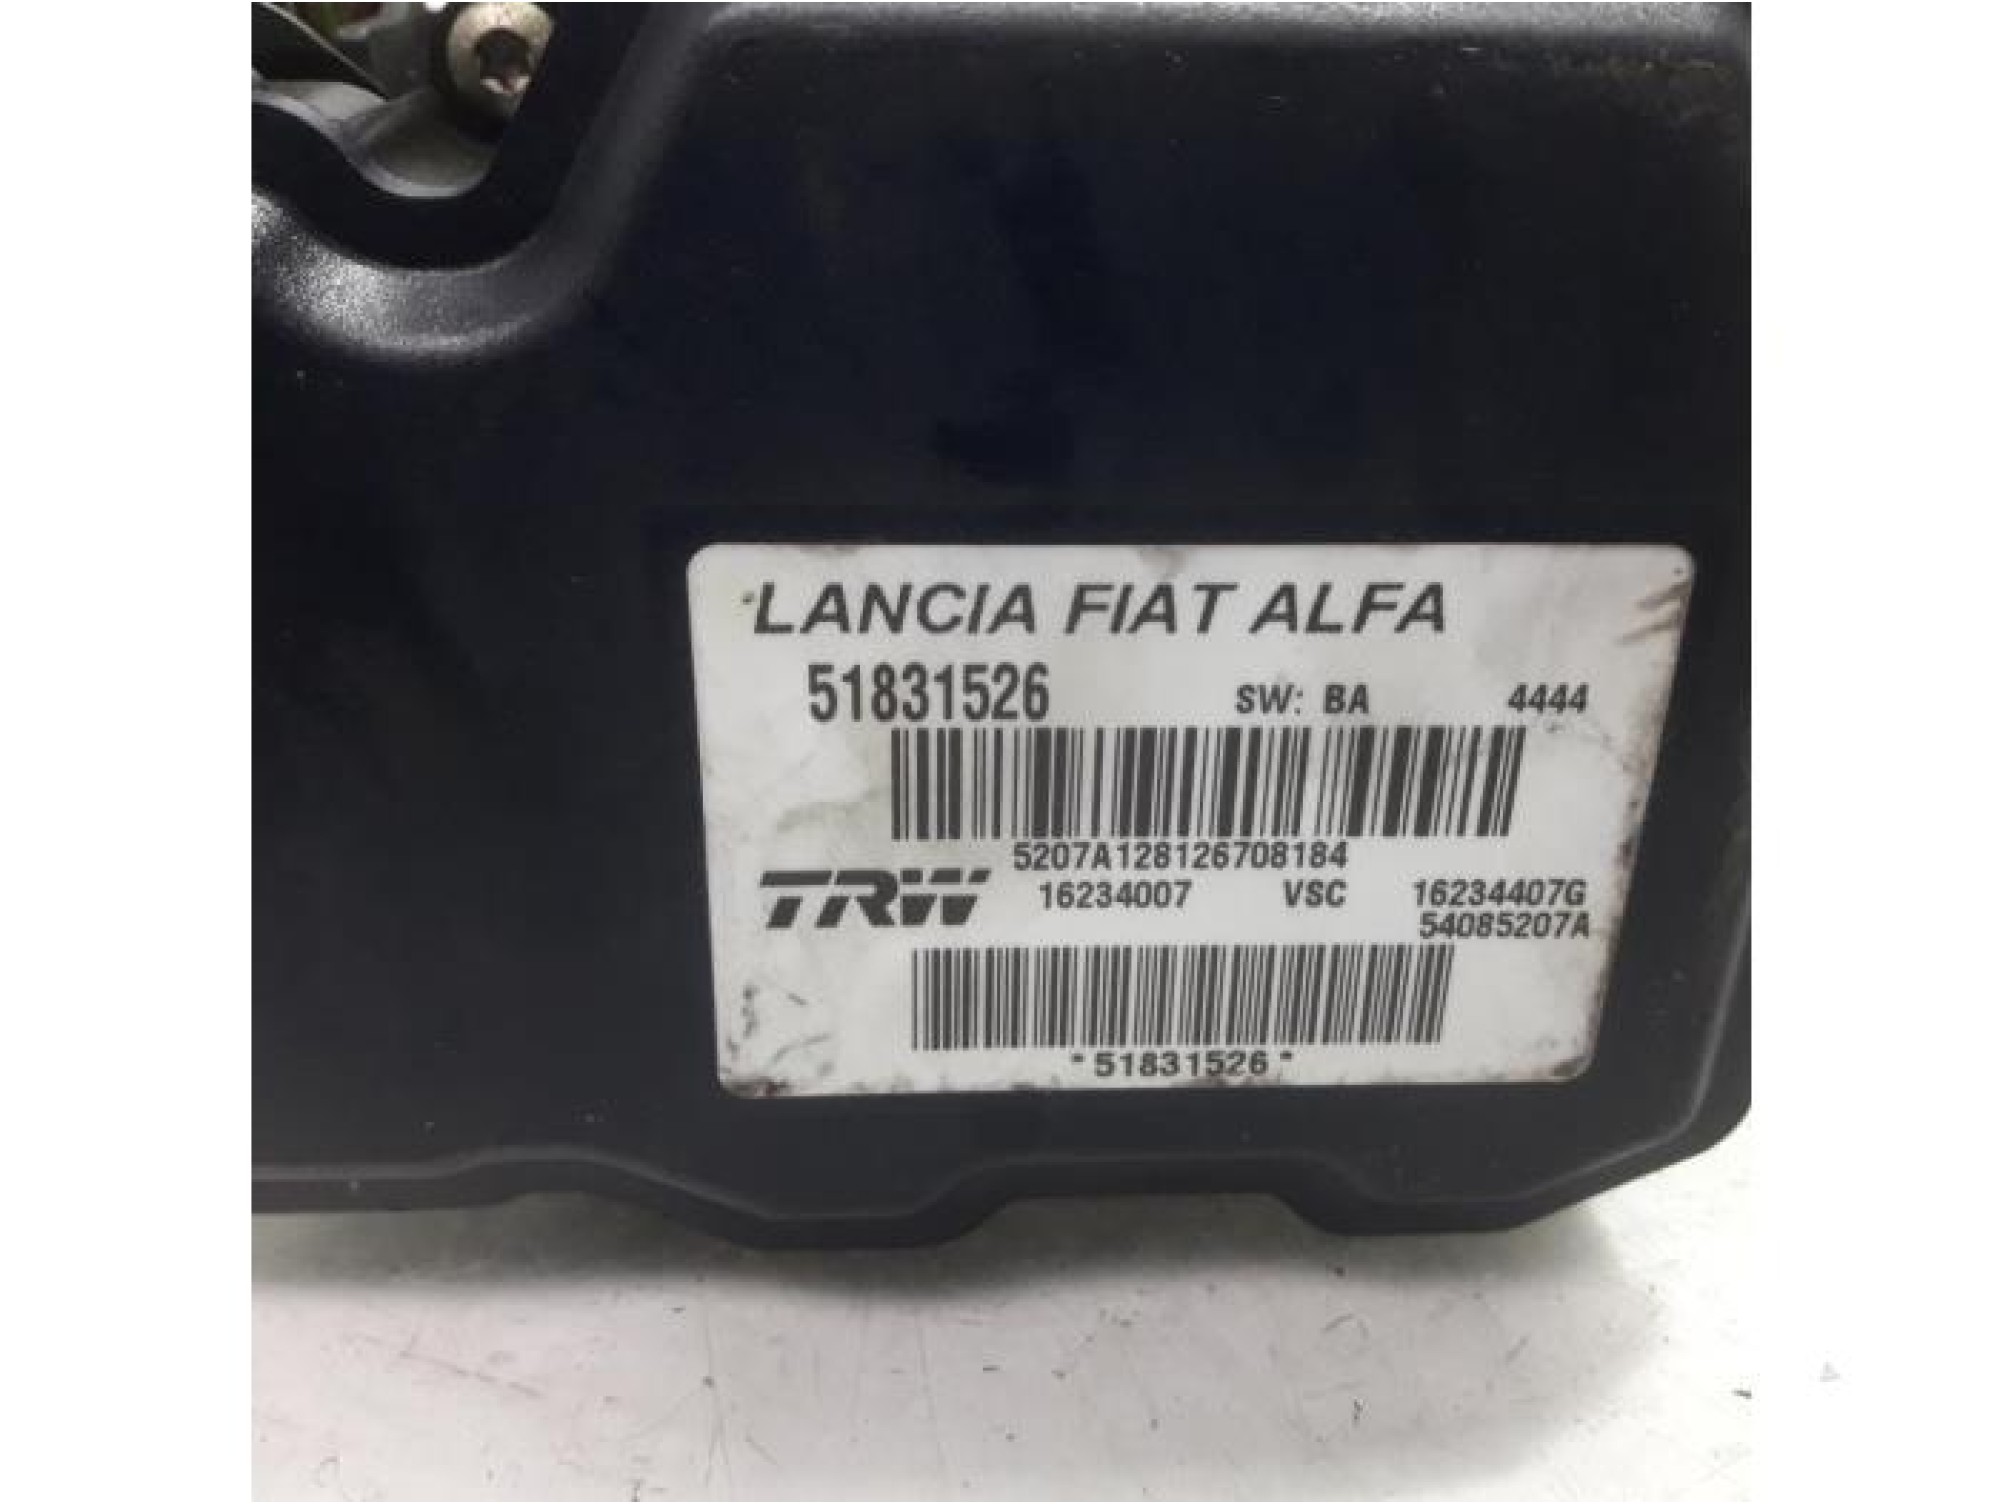 LANCIA FIAT ALFA
51831526 SW: BA 4444
5207A128126708184
TRW 16234007 VSC 16234407G
54085207A
*51831526*